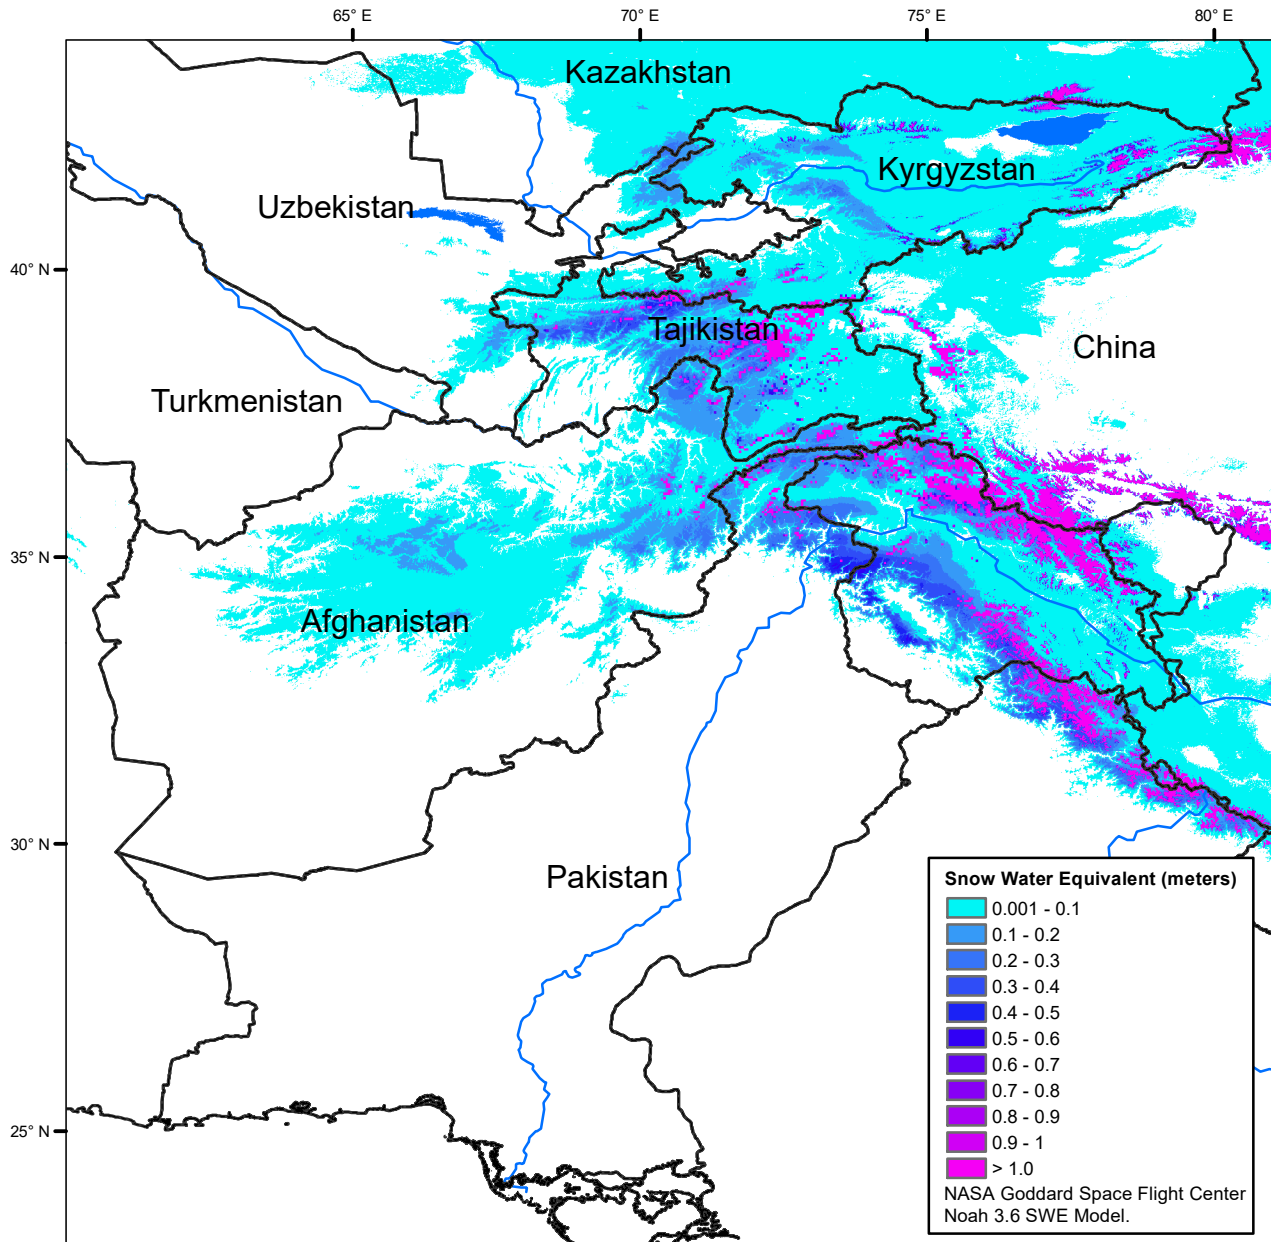 65° E
70° E
75° E
80° E
Kazakhstan
Kyrgyzstan
Uzbekistan
40° N
Tajikistan
China
Turkmenistan
35° N
Afghanistan
30° N
Pakistan
25° N
Snow Water Equivalent (meters)
0.001 - 0.1
0.1 - 0.2
0.2 - 0.3
0.3 - 0.4
0.4 - 0.5
0.5 - 0.6
0.6 - 0.7
0.7 - 0.8
0.8 - 0.9
0.9 - 1
> 1.0
NASA Goddard Space Flight Center
Noah 3.6 SWE Model.